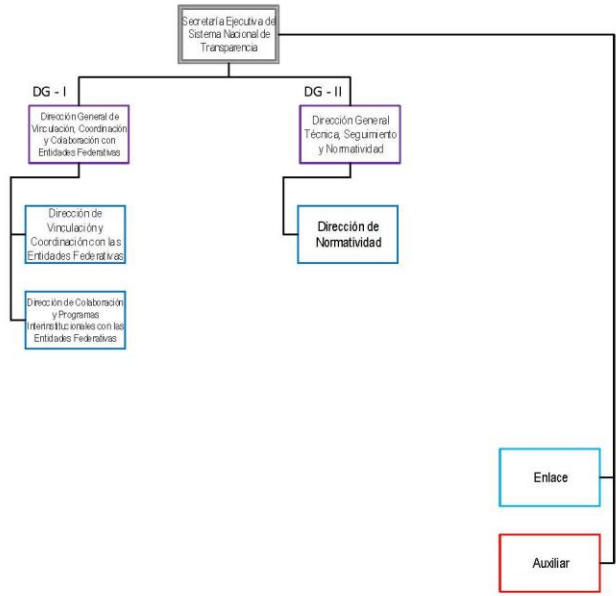 Secretaría Ejecutiva de
Sistema Nacional de
Transparencia
DG - I
DG - II
Dirección General de
Vinculación, Coordinación
y Colaboración con
Entidades Federativas
Dirección General
Técnica, Seguimiento
y Normatividad
Dirección de
Vinculación y
Coordinación con las
Entidades Federativas
Dirección de
Normatividad
Dirección de Colaboración
y Programas
Interinstitucionales con las
Entidades Federativas
Enlace
Auxiliar